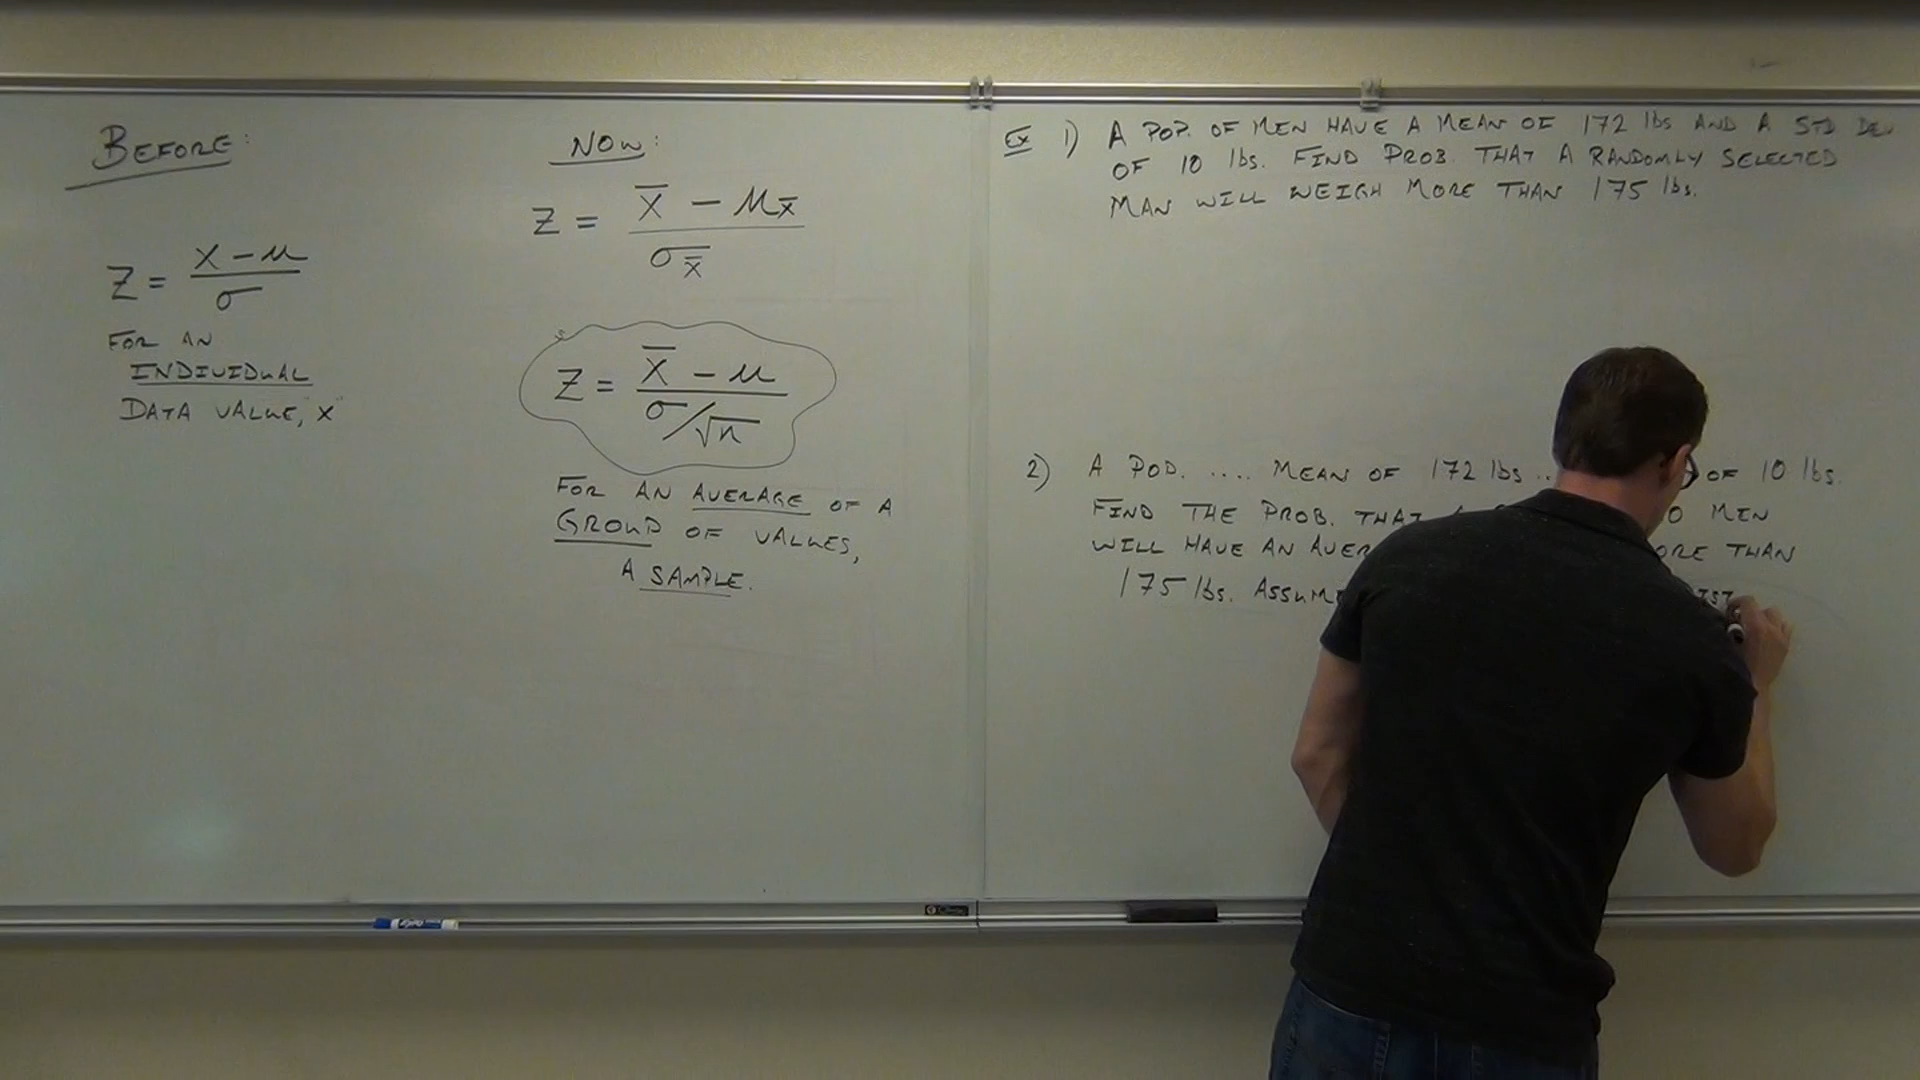 BEFORE:
Z = X - μ / σ
FOR AN
INDIVIDUAL
DATA VALUE, X
NOW:
Z = X̄ - μx̄ / σx̄
Z = X̄ - μ / σ/√n
FOR AN AVERAGE OF A
GROUP OF VALUES,
A SAMPLE.
EX 1) A POP. OF MEN HAVE A MEAN OF 172 lbs AND A STD DEV
OF 10 lbs. FIND PROB. THAT A RANDOMLY SELECTED
MAN WILL WEIGH MORE THAN 175 lbs.
2) A POP. .... MEAN OF 172 lbs .. OF 10 lbs.
FIND THE PROB. THAT MEN
WILL HAVE AN THAN
175 lbs.